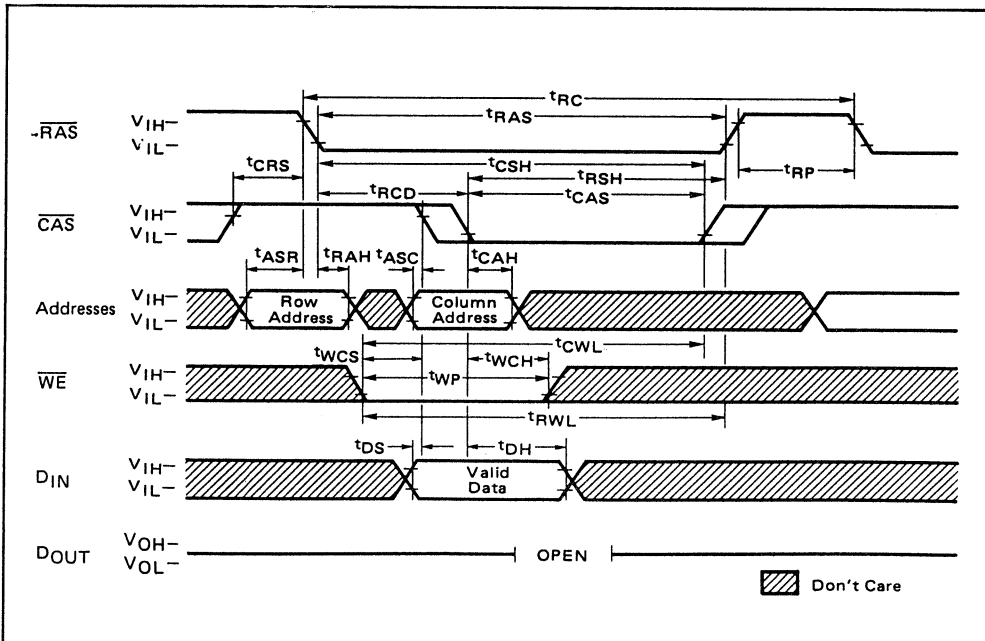 tRC
tRAS
RAS
VIH–
VIL–
tCSH
tCRS
tRSH
tRP
tRCD
tCAS
CAS
VIH–
VIL–
tASR
tRAH
tASC
tCAH
Addresses
VIH–
VIL–
Row
Address
Column
Address
tCWL
tWCS
tWCH
WE
VIH–
VIL–
tWP
tRWL
tDS
tDH
DIN
VIH–
VIL–
Valid
Data
DOUT
VOH–
VOL–
OPEN
Don't Care